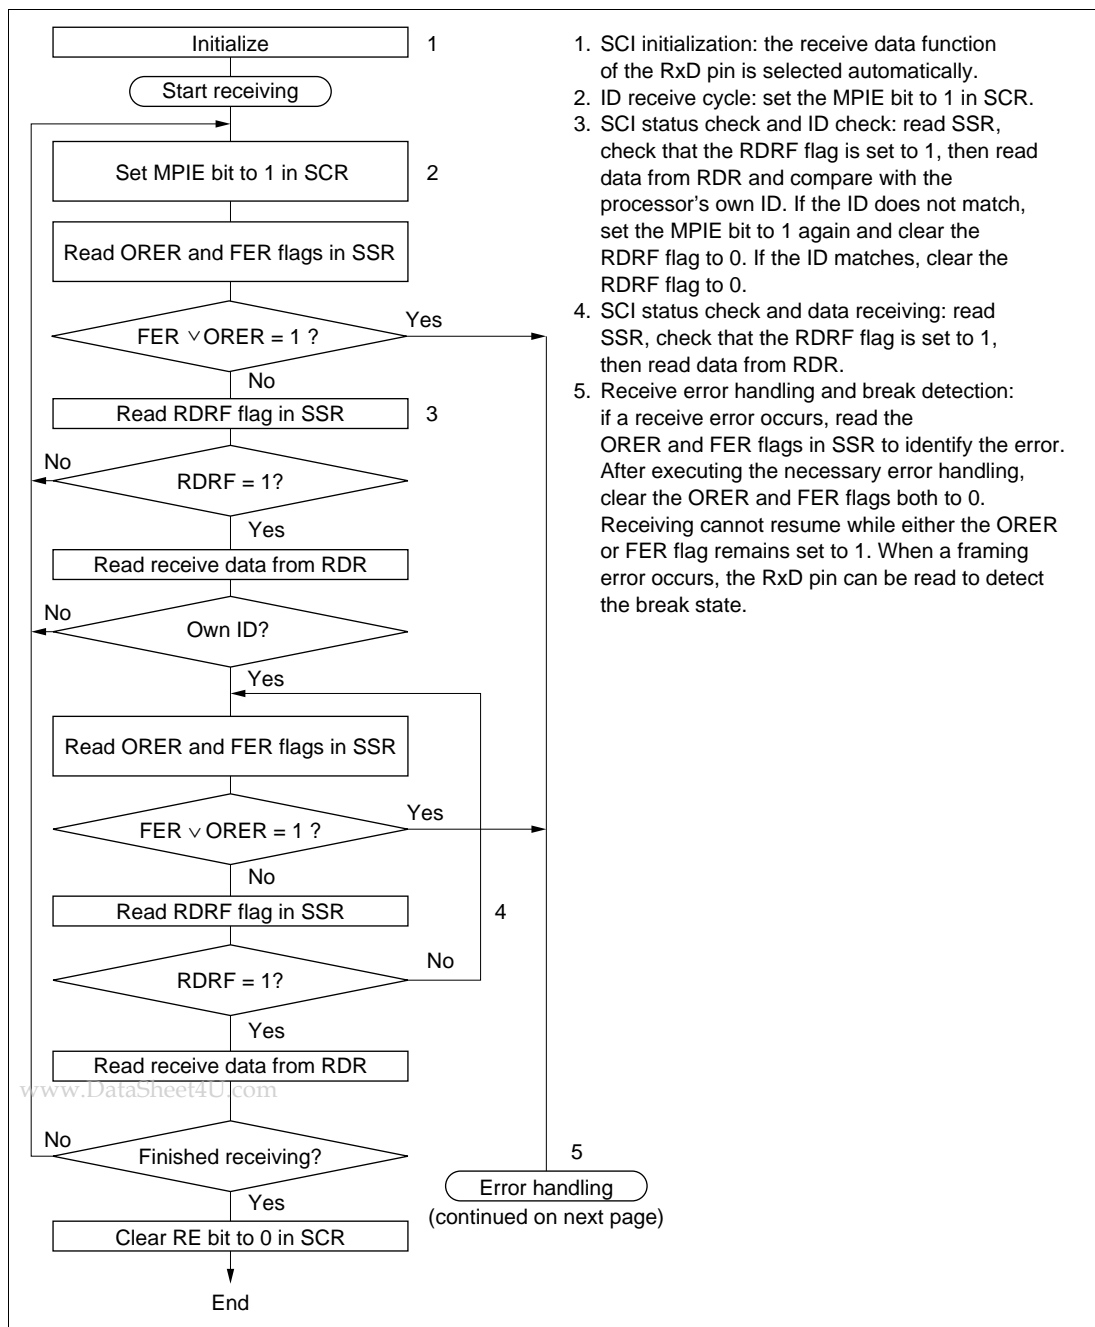 Initialize
1
Start receiving
Set MPIE bit to 1 in SCR
2
Read ORER and FER flags in SSR
FER ∨ ORER = 1 ?
Yes
No
Read RDRF flag in SSR
3
No
RDRF = 1?
Yes
Read receive data from RDR
No
Own ID?
Yes
Read ORER and FER flags in SSR
Yes
FER ∨ ORER = 1 ?
No
Read RDRF flag in SSR
4
No
RDRF = 1?
Yes
Read receive data from RDR
www.DataSheet4U.com
No
Finished receiving?
5
Yes
Error handling
(continued on next page)
Clear RE bit to 0 in SCR
End
1. SCI initialization: the receive data function
of the RxD pin is selected automatically.
2. ID receive cycle: set the MPIE bit to 1 in SCR.
3. SCI status check and ID check: read SSR,
check that the RDRF flag is set to 1, then read
data from RDR and compare with the
processor's own ID. If the ID does not match,
set the MPIE bit to 1 again and clear the
RDRF flag to 0. If the ID matches, clear the
RDRF flag to 0.
4. SCI status check and data receiving: read
SSR, check that the RDRF flag is set to 1,
then read data from RDR.
5. Receive error handling and break detection:
if a receive error occurs, read the
ORER and FER flags in SSR to identify the error.
After executing the necessary error handling,
clear the ORER and FER flags both to 0.
Receiving cannot resume while either the ORER
or FER flag remains set to 1. When a framing
error occurs, the RxD pin can be read to detect
the break state.